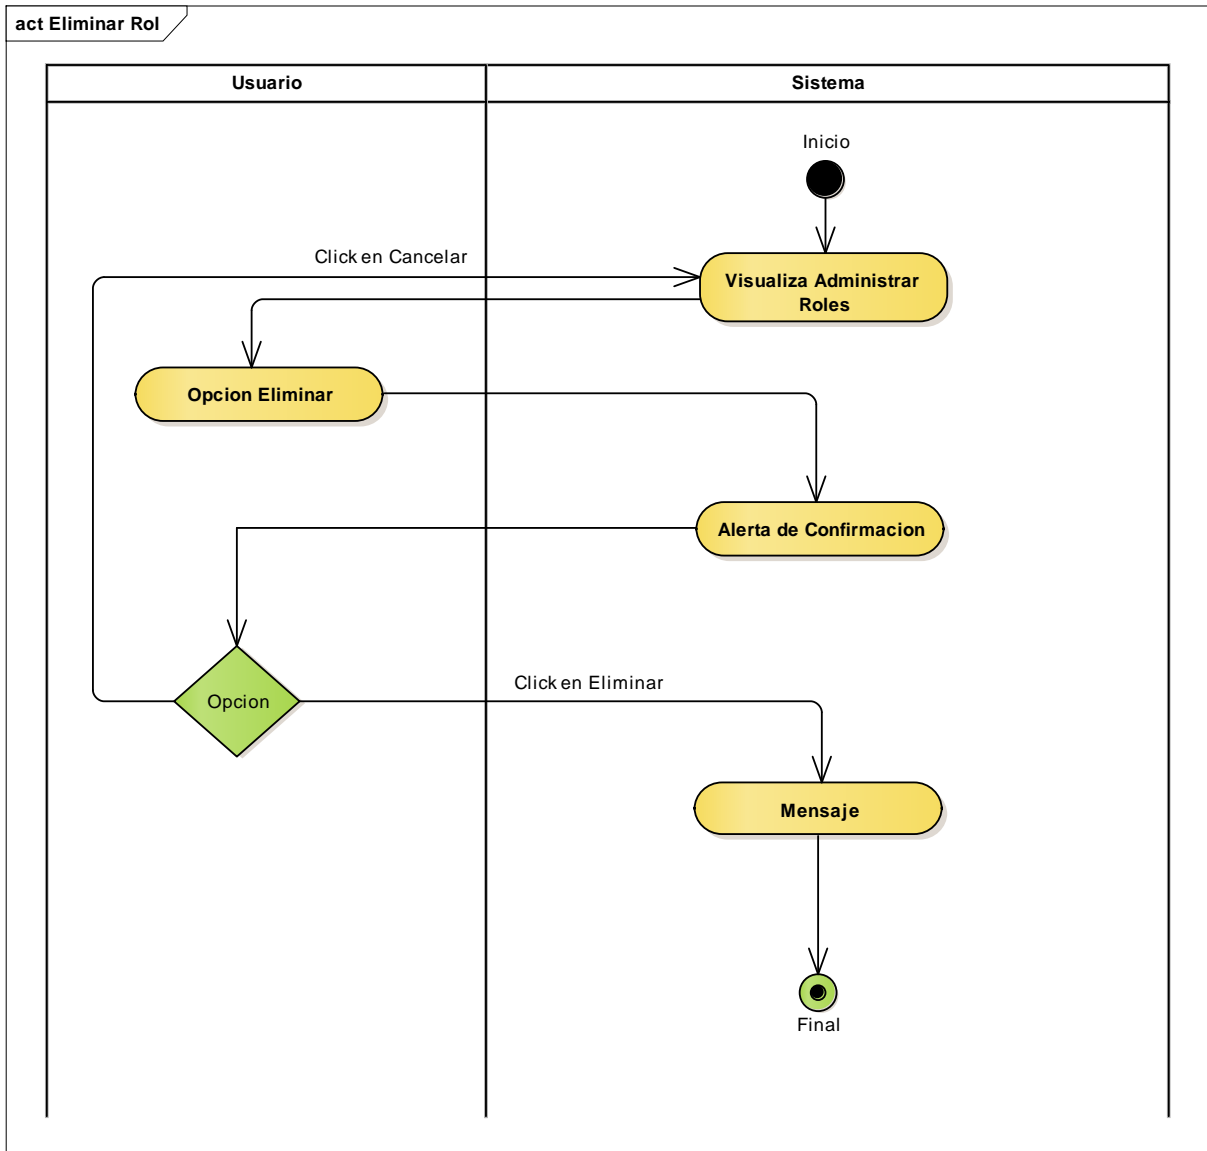 act Eliminar Rol
Usuario
Sistema
Inicio
Click en Cancelar
Visualiza Administrar
Roles
Opcion Eliminar
Alerta de Confirmacion
Opcion
Click en Eliminar
Mensaje
Final